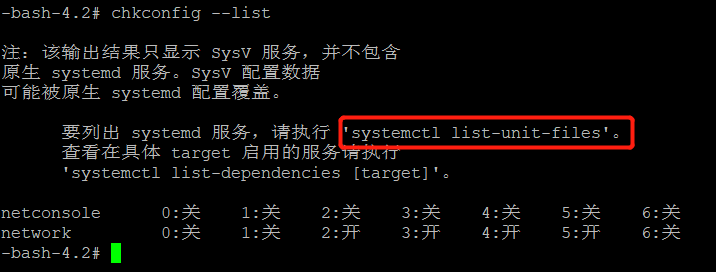 -bash-4.2# chkconfig --list
注：该输出结果只显示 SysV 服务，并不包含
原生 systemd 服务。SysV 配置数据
可能被原生 systemd 配置覆盖。
要列出 systemd 服务，请执行 'systemctl list-unit-files'。
查看在具体 target 启用的服务请执行
'systemctl list-dependencies [target]'。
netconsole 0:关 1:关 2:关 3:关 4:关 5:关 6:关
network 0:关 1:关 2:开 3:开 4:开 5:开 6:关
-bash-4.2#